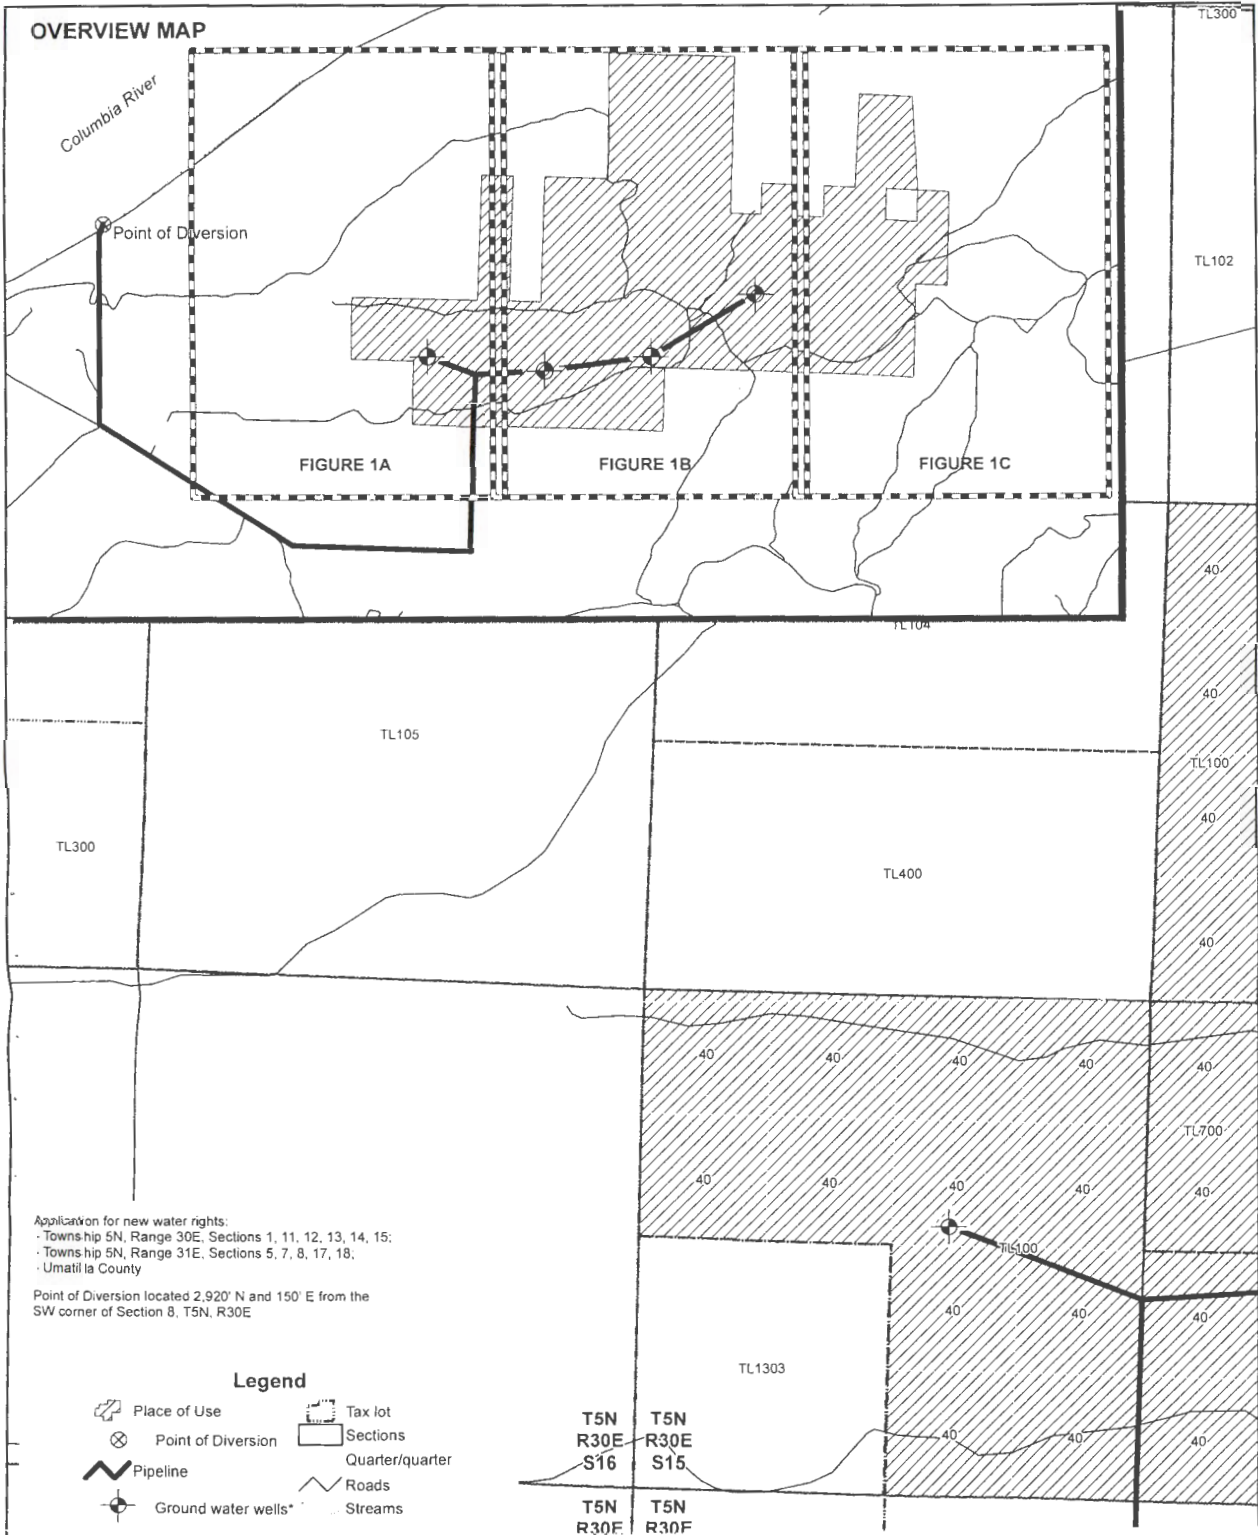 OVERVIEW MAP
TL300
Columbia River
Point of Diversion
TL102
FIGURE 1A
FIGURE 1B
FIGURE 1C
40
TL104
40
TL105
TL100
40
TL300
TL400
40
40
40
40
40
40
TL700
40
40
40
40
40
Application for new water rights:
- Township 5N, Range 30E, Sections 1, 11, 12, 13, 14, 15;
- Township 5N, Range 31E, Sections 5, 7, 8, 17, 18;
- Umatilla County
TL100
Point of Diversion located 2,920' N and 150' E from the
SW corner of Section 8, T5N, R30E
40
40
40
TL1303
Legend
Place of Use
Point of Diversion
Pipeline
Ground water wells*
Tax lot
Sections
Quarter/quarter
Roads
Streams
T5N
R30E
S16
T5N
R30E
S15
40
40
40
T5N
R30E
T5N
R30E